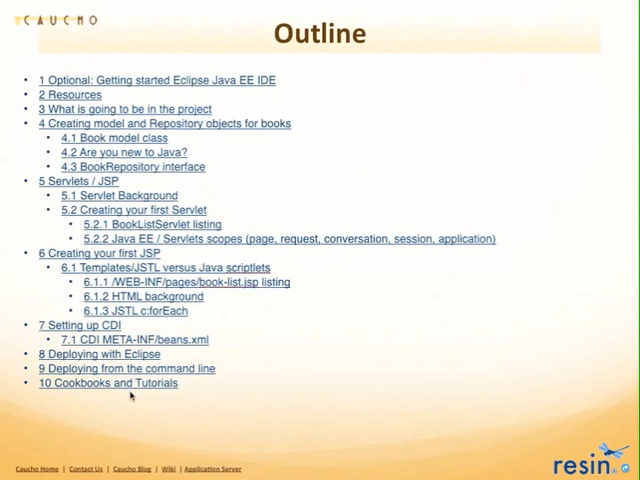 CAUCHO
Outline
• 1 Optional: Getting started Eclipse Java EE IDE
• 2 Resources
• 3 What is going to be in the project
• 4 Creating model and Repository objects for books
• 4.1 Book model class
• 4.2 Are you new to Java?
• 4.3 BookRepository interface
• 5 Servlets / JSP
• 5.1 Servlet Background
• 5.2 Creating your first Servlet
• 5.2.1 BookListServlet listing
• 5.2.2 Java EE / Servlets scopes (page, request, conversation, session, application)
• 6 Creating your first JSP
• 6.1 Templates/JSTL versus Java scriptlets
• 6.1.1 /WEB-INF/pages/book-list.jsp listing
• 6.1.2 HTML background
• 6.1.3 JSTL c:forEach
• 7 Setting up CDI
• 7.1 CDI META-INF/beans.xml
• 8 Deploying with Eclipse
• 9 Deploying from the command line
• 10 Cookbooks and Tutorials
Caucho Home | Contact Us | Caucho Blog | Wiki | Application Server
resin